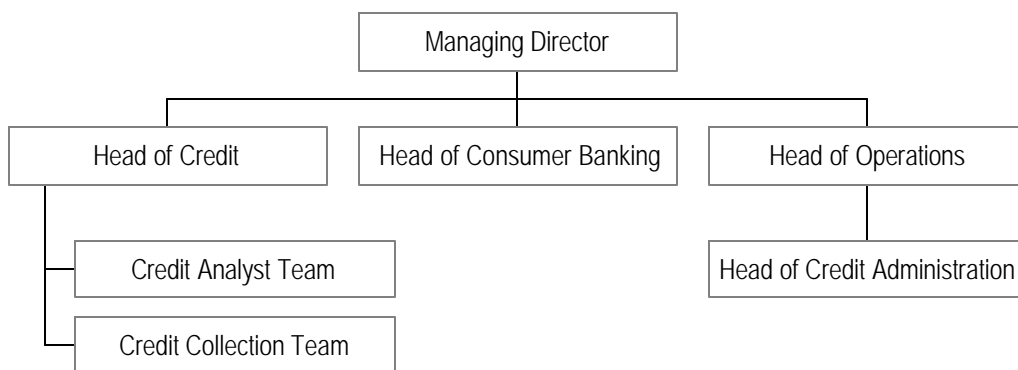 Managing Director
Head of Credit
Head of Consumer Banking
Head of Operations
Credit Analyst Team
Head of Credit Administration
Credit Collection Team